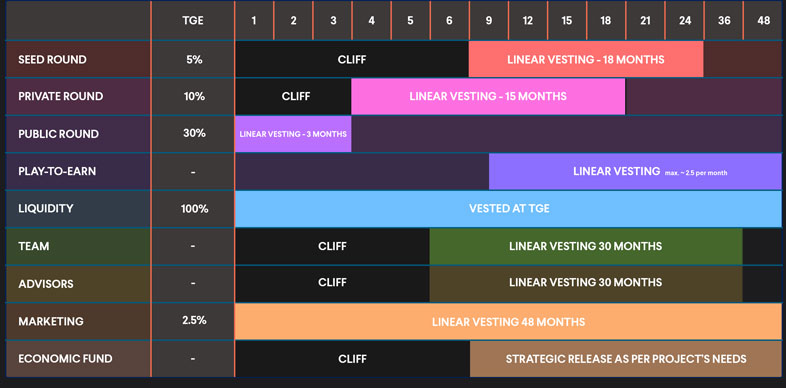 TGE 1 2 3 4 5 6 9 12 15 18 21 24 36 48
SEED ROUND 5% CLIFF LINEAR VESTING - 18 MONTHS
PRIVATE ROUND 10% CLIFF LINEAR VESTING - 15 MONTHS
PUBLIC ROUND 30% LINEAR VESTING - 3 MONTHS
PLAY-TO-EARN - LINEAR VESTING max. ~ 2.5 per month
LIQUIDITY 100% VESTED AT TGE
TEAM - CLIFF LINEAR VESTING 30 MONTHS
ADVISORS - CLIFF LINEAR VESTING 30 MONTHS
MARKETING 2.5% LINEAR VESTING 48 MONTHS
ECONOMIC FUND - CLIFF STRATEGIC RELEASE AS PER PROJECT'S NEEDS